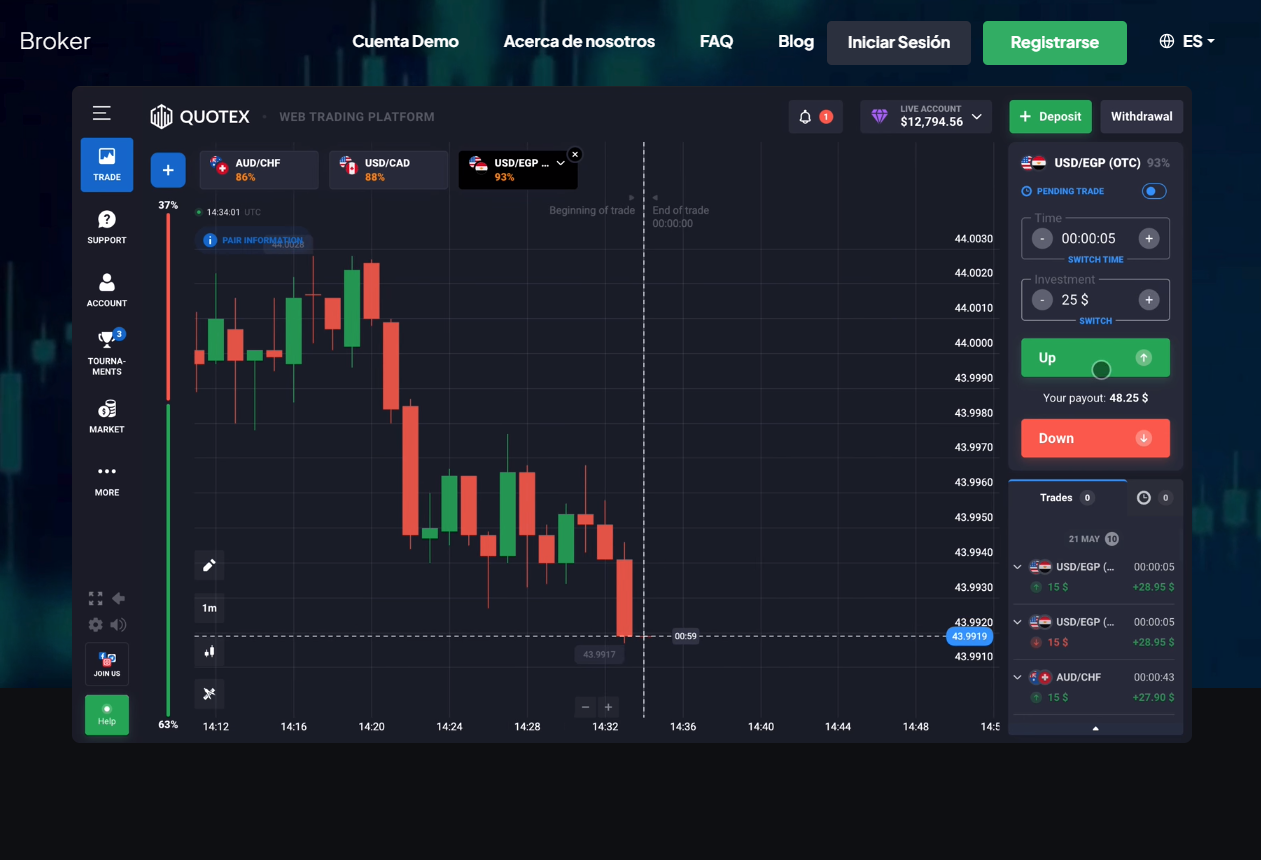 Broker
Cuenta Demo
Acerca de nosotros
FAQ
Blog
Iniciar Sesión
Registrarse
ES
QUOTEX
WEB TRADING PLATFORM
1
LIVE ACCOUNT
$12,794.56
+ Deposit
Withdrawal
TRADE
SUPPORT
ACCOUNT
3
TOURNA-
MENTS
MARKET
MORE
JOIN US
Help
+
AUD/CHF
86%
USD/CAD
88%
USD/EGP ...
93%
37%
63%
14:34:01 UTC
PAIR INFORMATION
44.0028
Beginning of trade
End of trade
00:00:00
44.0030
44.0020
44.0010
44.0000
43.9990
43.9980
43.9970
43.9960
43.9950
43.9940
43.9930
43.9920
43.9919
43.9910
00:59
43.9917
1m
− +
14:12
14:16
14:20
14:24
14:28
14:32
14:36
14:40
14:44
14:48
14:5
USD/EGP (OTC) 93%
PENDING TRADE
Time
- 00:00:05 +
SWITCH TIME
Investment
- 25 $ +
SWITCH
Up
Your payout: 48.25 $
Down
Trades 0
0
21 MAY 10
USD/EGP (... 00:00:05
15 $ +28.95 $
USD/EGP (... 00:00:05
15 $ +28.95 $
AUD/CHF 00:00:43
15 $ +27.90 $